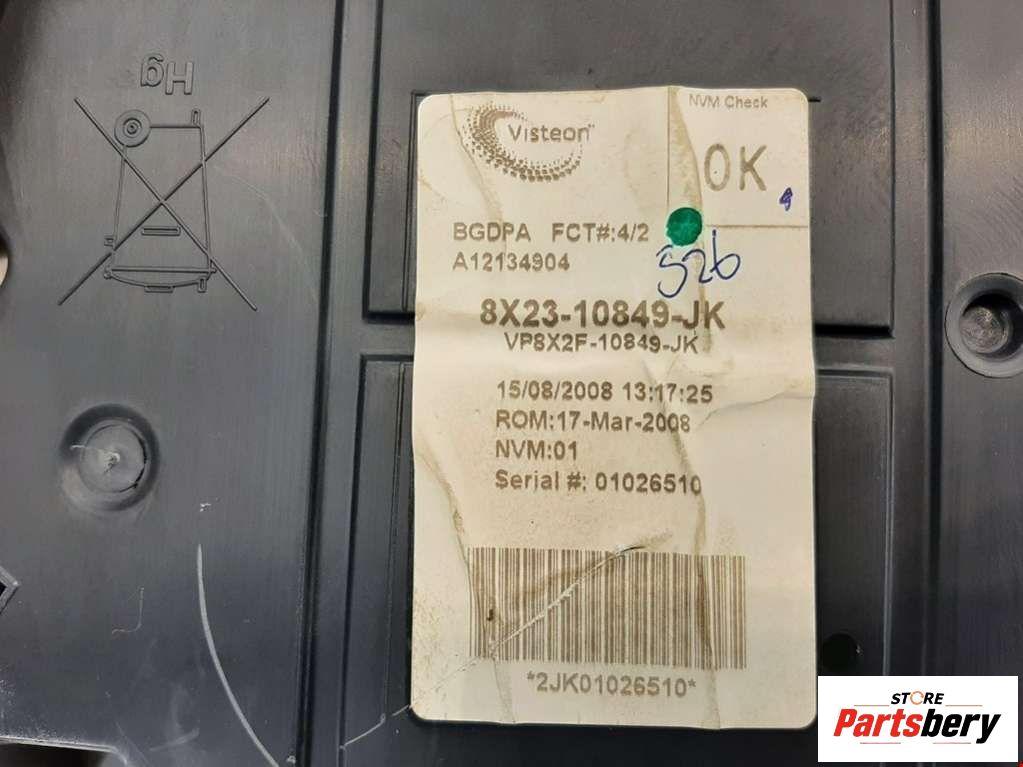 Hg
Visteon
NVM Check
OK
BGDPA FCT#:4/2
A12134904
526
8X23-10849-JK
VP8X2F-10849-JK
15/08/2008 13:17:25
ROM:17-Mar-2008
NVM:01
Serial #: 01026510
*2JK01026510*
STORE
Partsbery